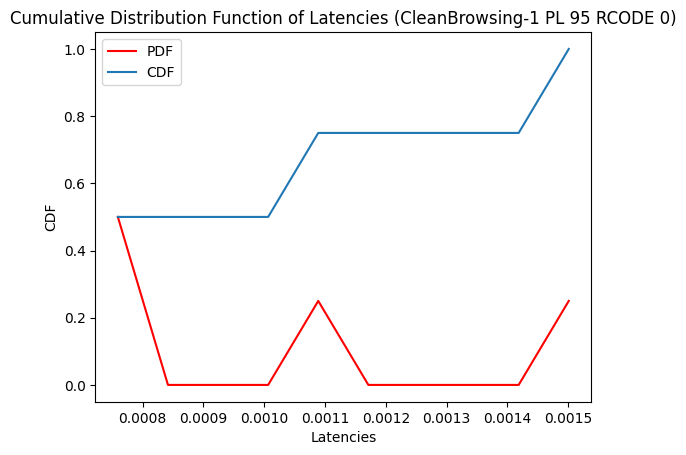 Cumulative Distribution Function of Latencies (CleanBrowsing-1 PL 95 RCODE 0)
PDF
CDF
1.0
0.8
0.6
0.4
0.2
0.0
CDF
0.0008 0.0009 0.0010 0.0011 0.0012 0.0013 0.0014 0.0015
Latencies